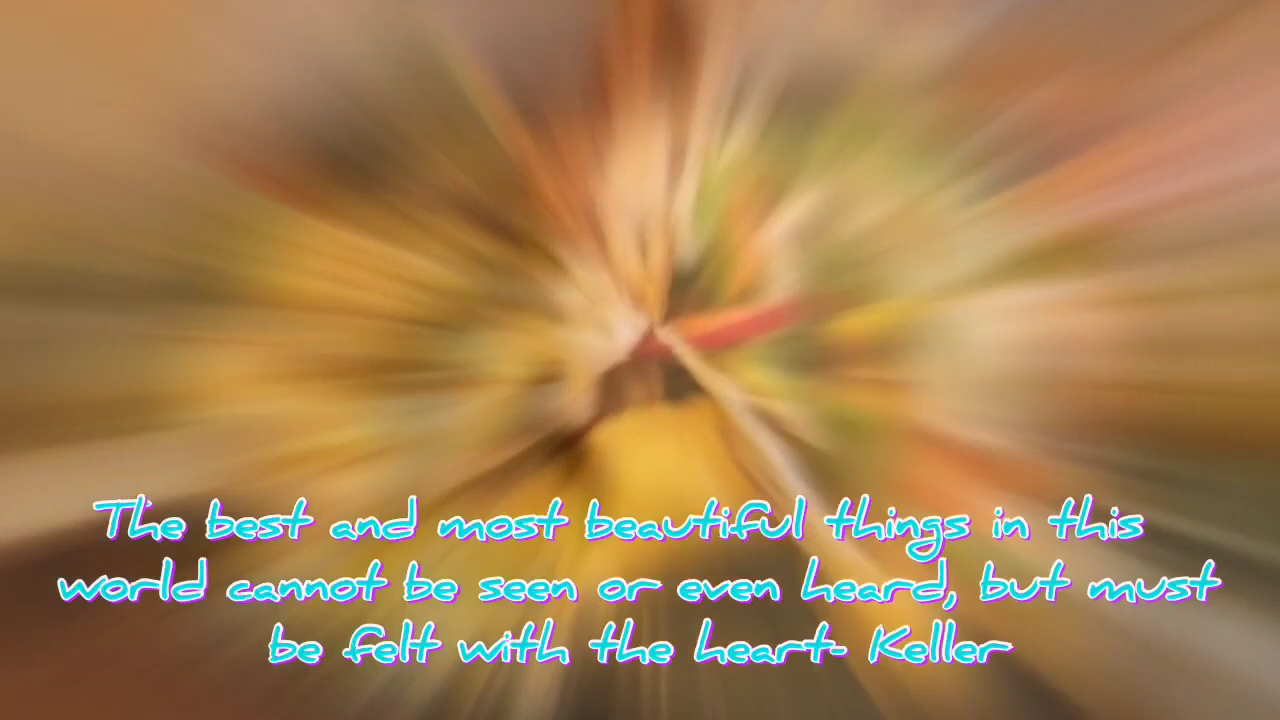 The best and most beautiful things in this
world cannot be seen or even heard, but must
be felt with the heart- Keller